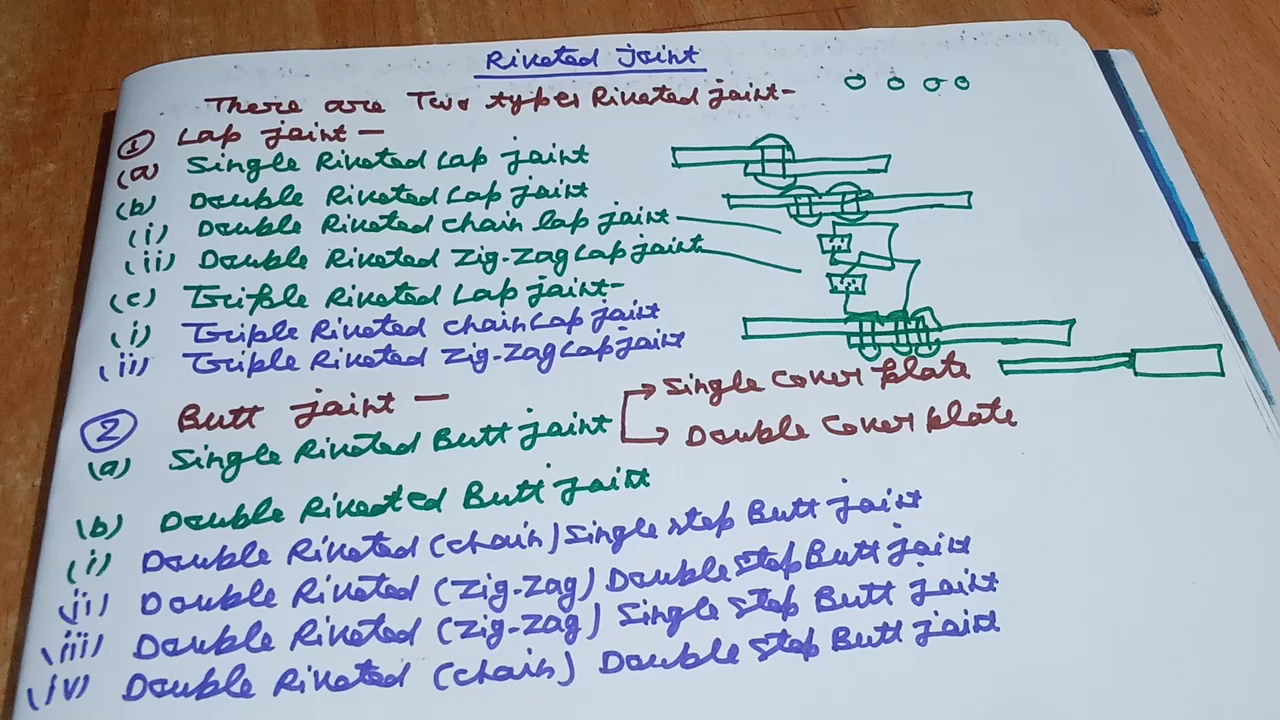 Riveted joint
There are Two types Riveted joint-
① Lap joint -
(a) Single Riveted Lap joint
(b) Double Riveted Lap joint
(i) Double Riveted chain lap joint
(ii) Double Riveted Zig-Zag Lap joint
(c) Triple Riveted Lap joint-
(i) Triple Riveted chain Lap joint
(ii) Triple Riveted Zig-Zag Lap joint
② Butt joint -
(a) Single Riveted Butt joint → Single Cover plate
→ Double Cover plate
(b) Double Riveted Butt joint
(i) Double Riveted (chain) Single step Butt joint
(ii) Double Riveted (Zig-Zag) Double step Butt joint
(iii) Double Riveted (Zig-Zag) Single step Butt joint
(iv) Double Riveted (chain) Double step Butt joint